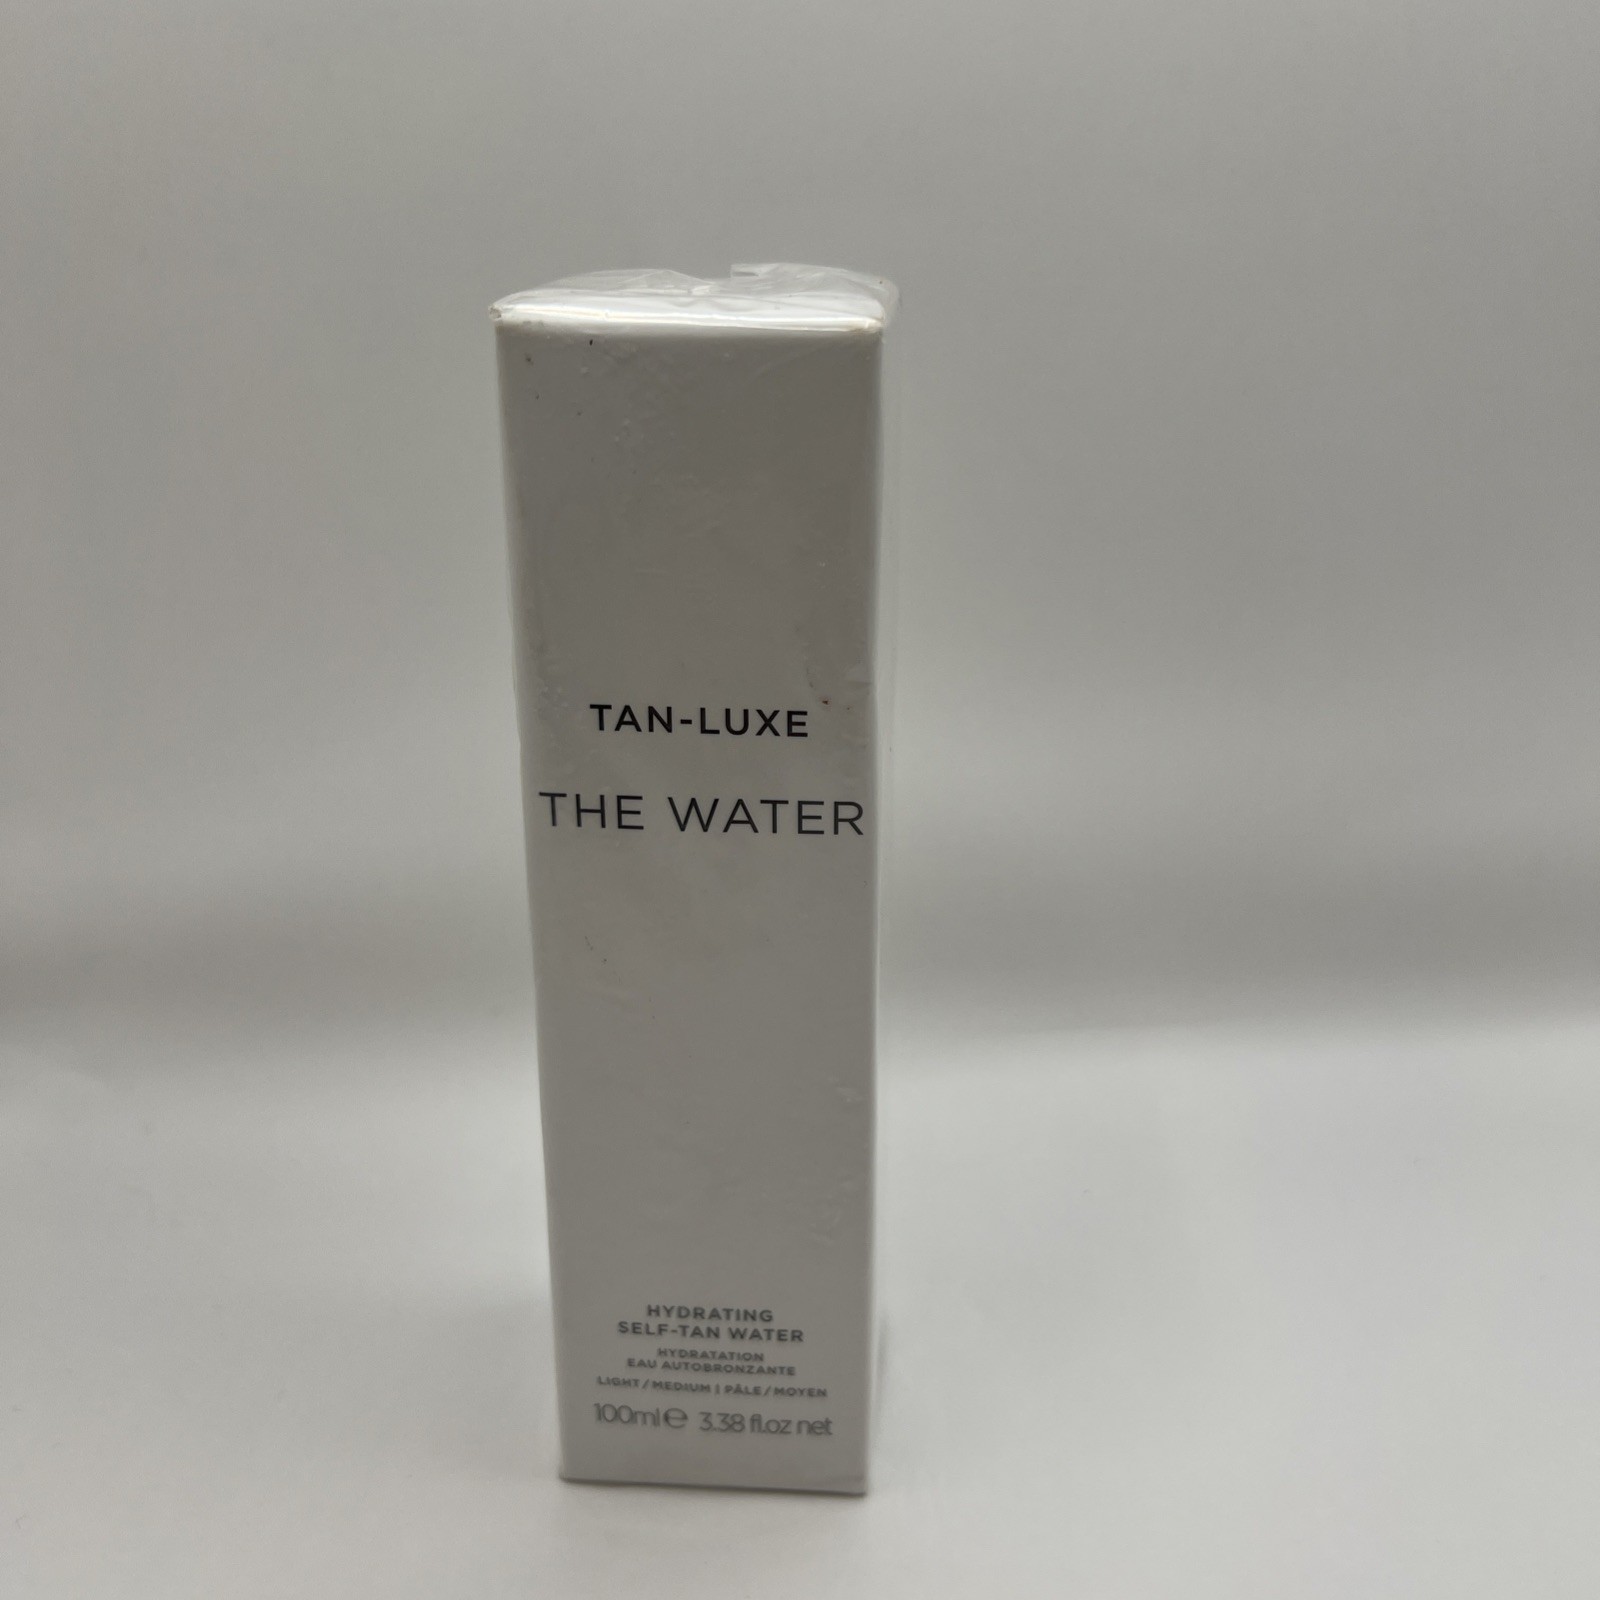 TAN-LUXE
THE WATER
HYDRATING
SELF-TAN WATER
HYDRATATION
EAU AUTOBRONZANTE
LIGHT / MEDIUM | PÂLE / MOYEN
100ml ℮ 3.38 fl.oz net